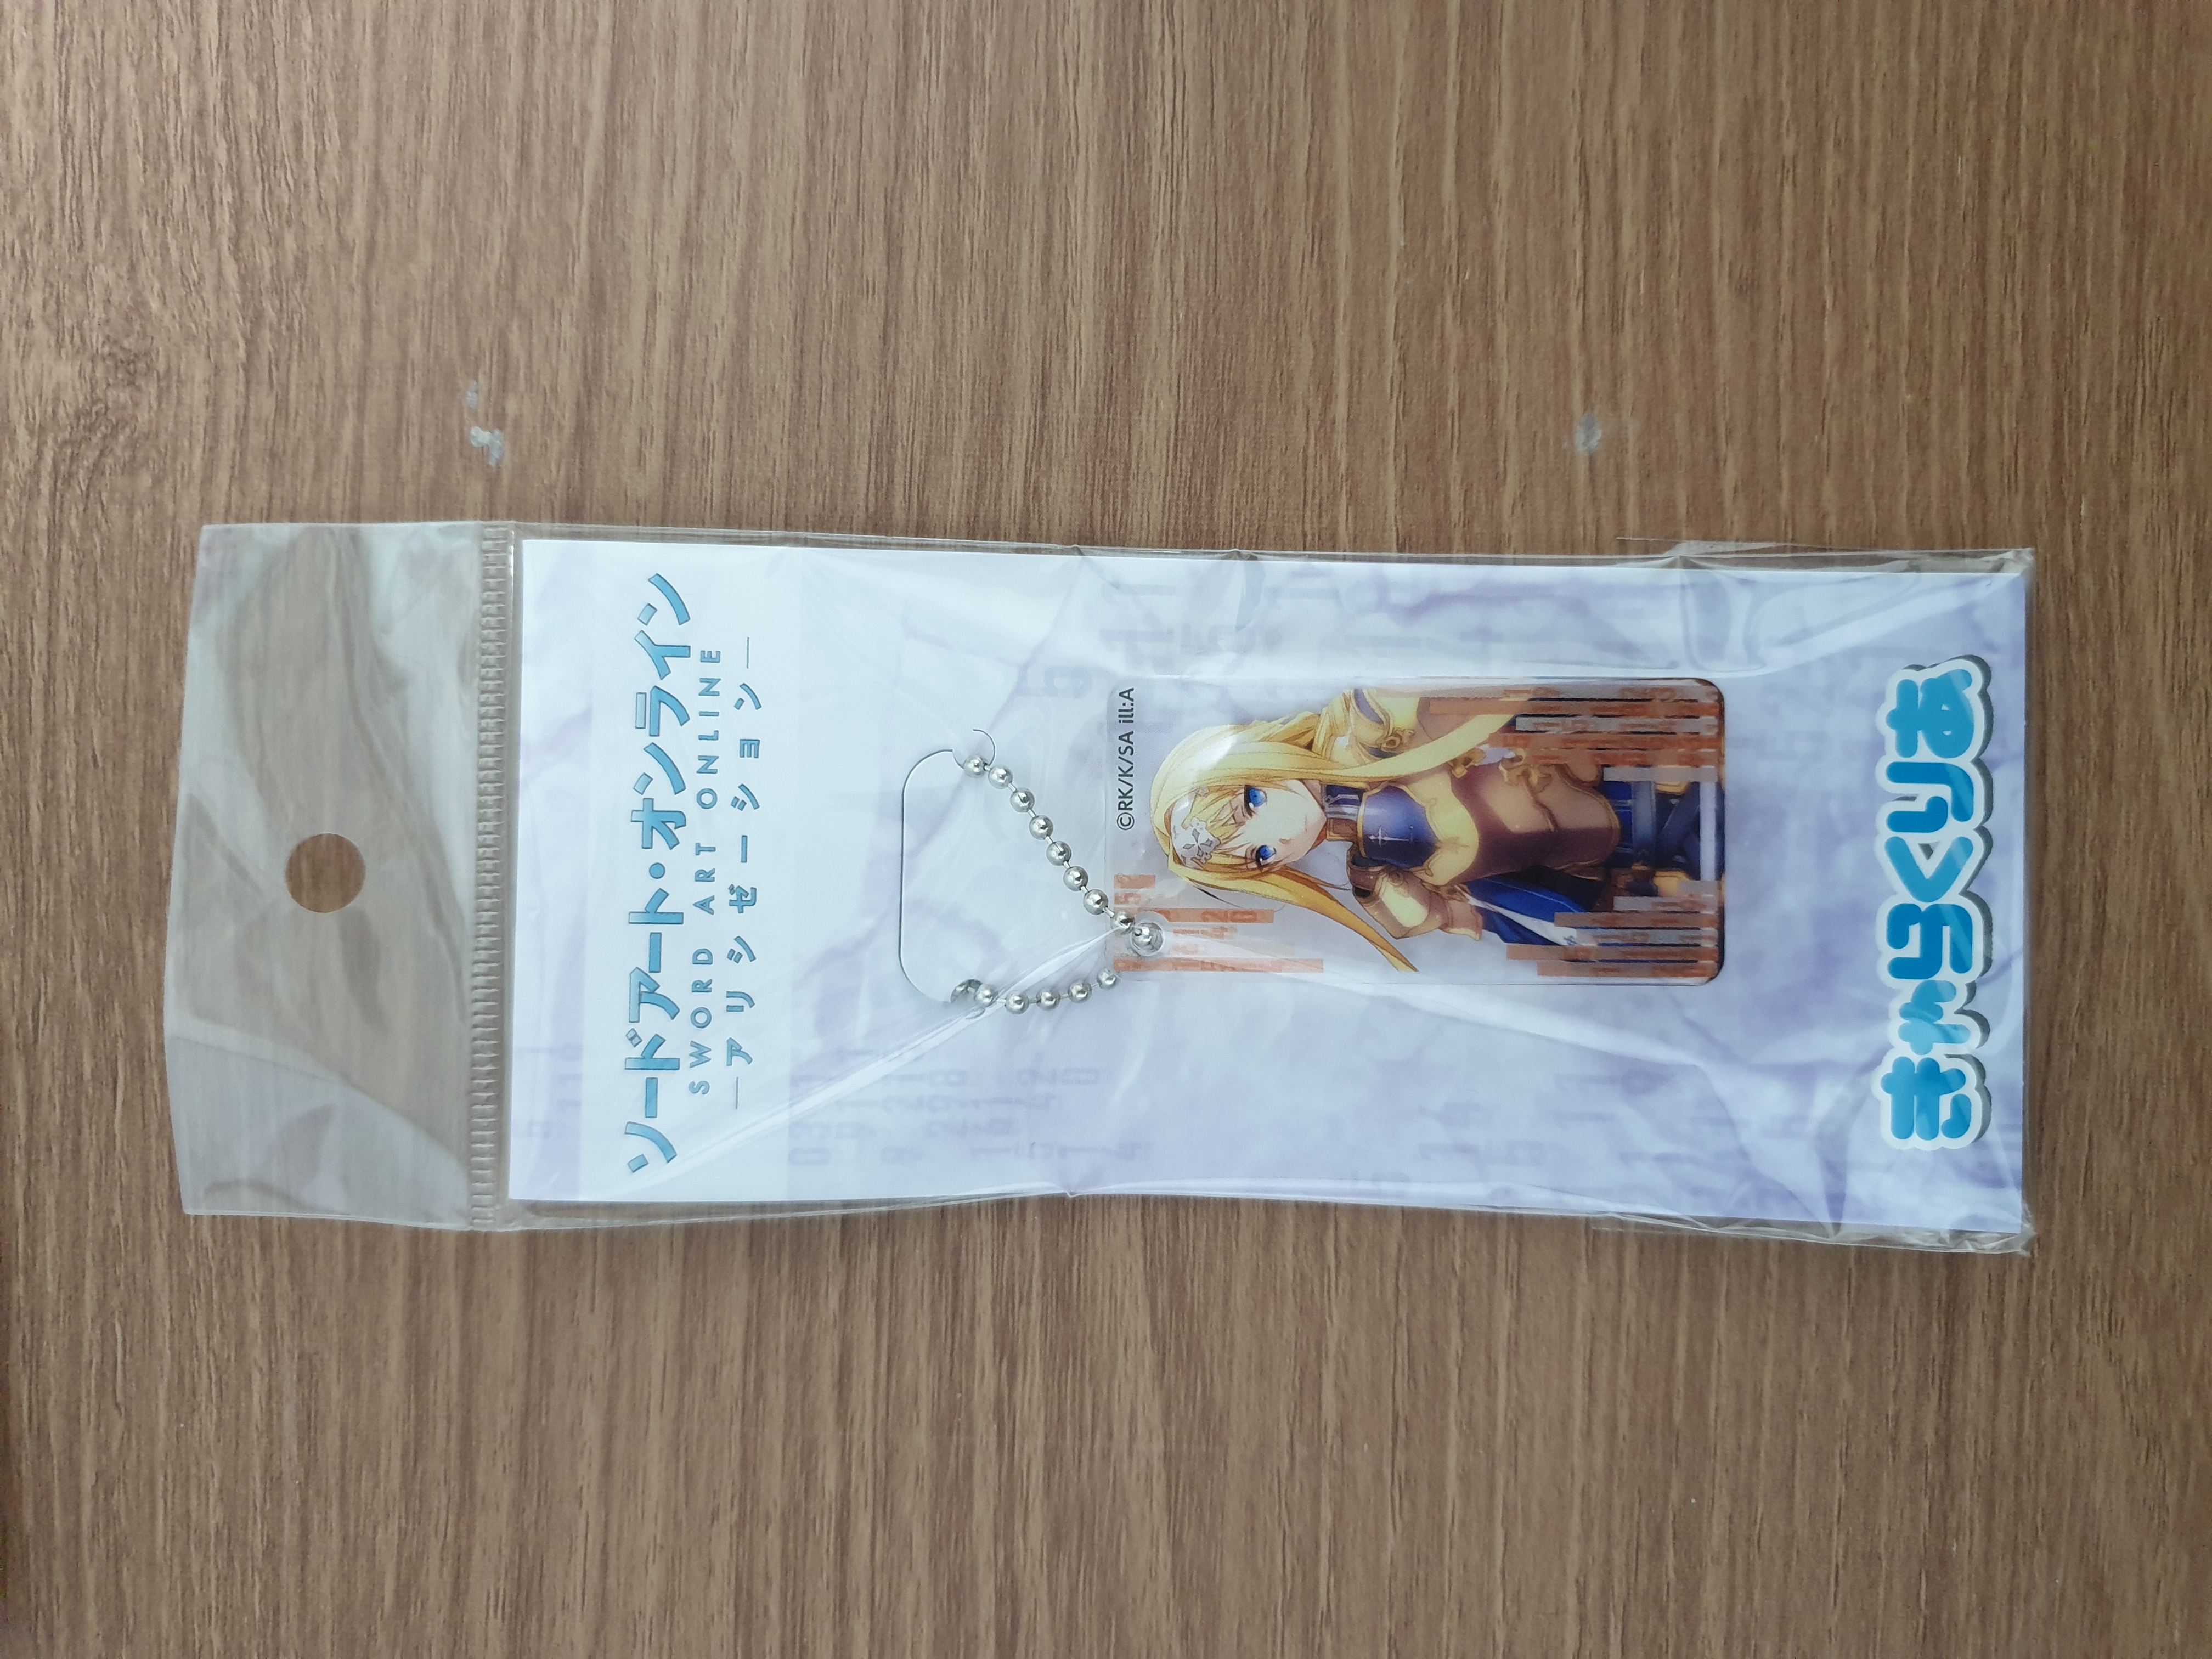 ソードアート・オンライン
SWORD ART ONLINE
―アリシゼーション―
©RK/K/SA ill:A
きゃらくりあ